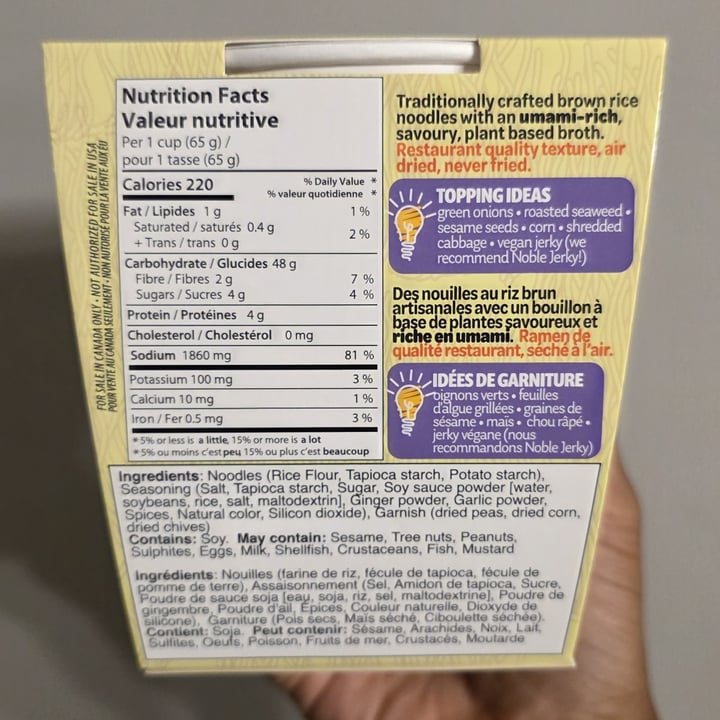 Nutrition Facts
Valeur nutritive
Per 1 cup (65 g) /
pour 1 tasse (65 g)
Calories 220
% Daily Value *
% valeur quotidienne *
Fat / Lipides 1 g 1 %
Saturated / saturés 0.4 g
+ Trans / trans 0 g
2 %
Carbohydrate / Glucides 48 g
Fibre / Fibres 2 g 7 %
Sugars / Sucres 4 g 4 %
Protein / Protéines 4 g
Cholesterol / Cholestérol 0 mg
Sodium 1860 mg 81 %
Potassium 100 mg 3 %
Calcium 10 mg 1 %
Iron / Fer 0.5 mg 3 %
* 5% or less is a little, 15% or more is a lot
* 5% ou moins c'est peu, 15% ou plus c'est beaucoup
FOR SALE IN CANADA ONLY • NOT AUTHORIZED FOR SALE IN USA
POUR VENTE AU CANADA SEULEMENT • NON AUTORISÉ POUR LA VENTE AUX ÉU
Traditionally crafted brown rice
noodles with an umami-rich,
savoury, plant based broth.
Restaurant quality texture, air
dried, never fried.
TOPPING IDEAS
green onions • roasted seaweed •
sesame seeds • corn • shredded
cabbage • vegan jerky (we
recommend Noble Jerky!)
Des nouilles au riz brun
artisanales avec un bouillon à
base de plantes savoureux et
riche en umami. Ramen de
qualité restaurant, séché à l'air.
IDÉES DE GARNITURE
oignons verts • feuilles
d'algue grillées • graines de
sésame • maïs • chou râpé •
jerky végane (nous
recommandons Noble Jerky)
Ingredients: Noodles (Rice Flour, Tapioca starch, Potato starch),
Seasoning (Salt, Tapioca starch, Sugar, Soy sauce powder [water,
soybeans, rice, salt, maltodextrin], Ginger powder, Garlic powder,
Spices, Natural color, Silicon dioxide), Garnish (dried peas, dried corn,
dried chives)
Contains: Soy. May contain: Sesame, Tree nuts, Peanuts,
Sulphites, Eggs, Milk, Shellfish, Crustaceans, Fish, Mustard
Ingrédients: Nouilles (farine de riz, fécule de tapioca, fécule de
pomme de terre), Assaisonnement (Sel, Amidon de tapioca, Sucre,
Poudre de sauce soja [eau, soja, riz, sel, maltodextrine], Poudre de
gingembre, Poudre d'ail, Épices, Couleur naturelle, Dioxyde de
silicone), Garniture (Pois secs, Maïs séché, Ciboulette séchée).
Contient: Soja. Peut contenir: Sésame, Arachides, Noix, Lait,
Sulfites, Oeufs, Poisson, Fruits de mer, Crustacés, Moutarde